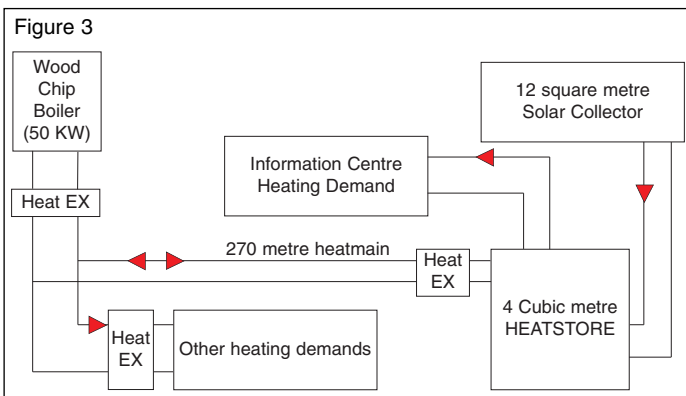 Figure 3
Wood
Chip
Boiler
(50 KW)
12 square metre
Solar Collector
Information Centre
Heating Demand
Heat EX
270 metre heatmain
Heat
EX
4 Cubic metre
HEATSTORE
Heat
EX
Other heating demands